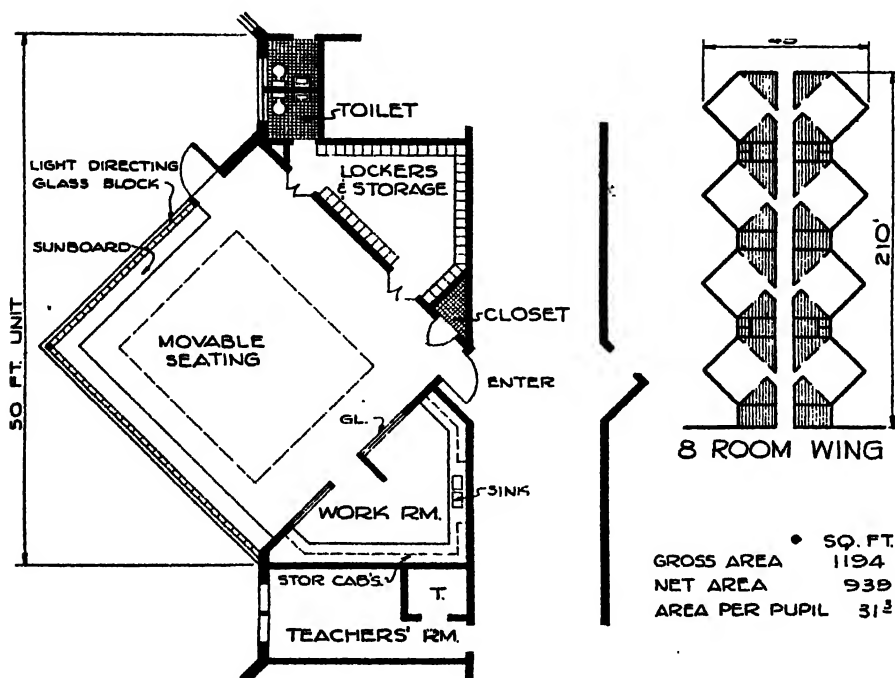 TOILET
LIGHT DIRECTING
GLASS BLOCK
LOCKERS
& STORAGE
SUNBOARD
50 FT. UNIT
MOVABLE
SEATING
CLOSET
ENTER
GL.
SINK
WORK RM.
STOR CAB'S.
T.
TEACHERS' RM.
210'
8 ROOM WING
SQ. FT.
GROSS AREA 1194
NET AREA 939
AREA PER PUPIL